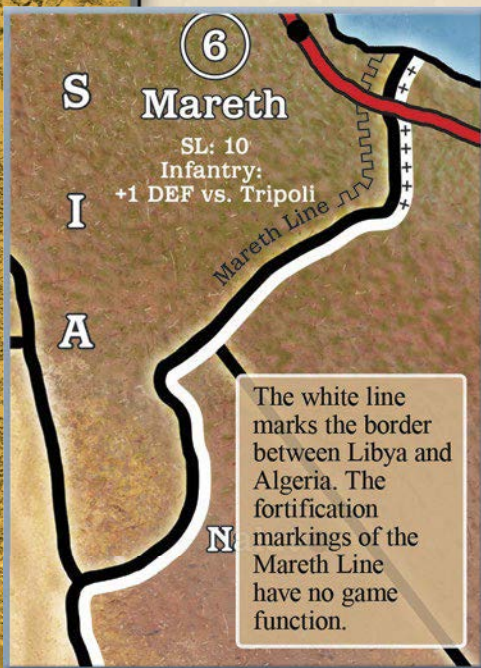 6
Mareth
SL: 10
Infantry:
+1 DEF vs. Tripoli
Mareth Line
S
I
A
The white line
marks the border
between Libya and
Algeria. The
fortification
markings of the
Mareth Line
have no game
function.